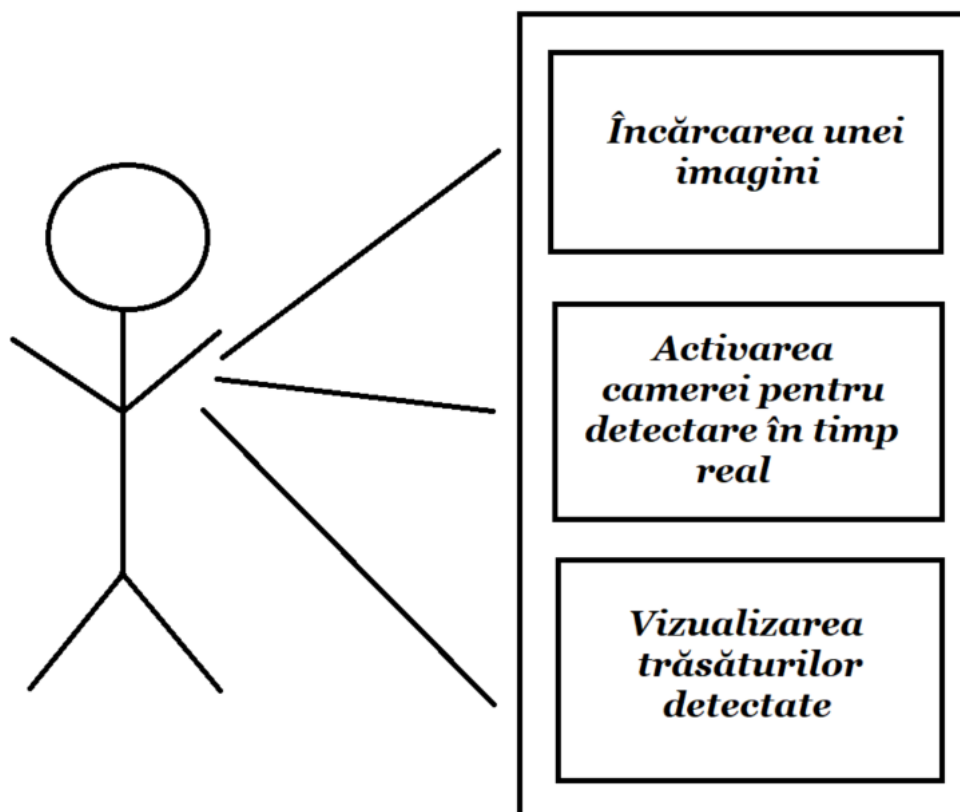 Încărcarea unei
imagini
Activarea
camerei pentru
detectare în timp
real
Vizualizarea
trăsăturilor
detectate